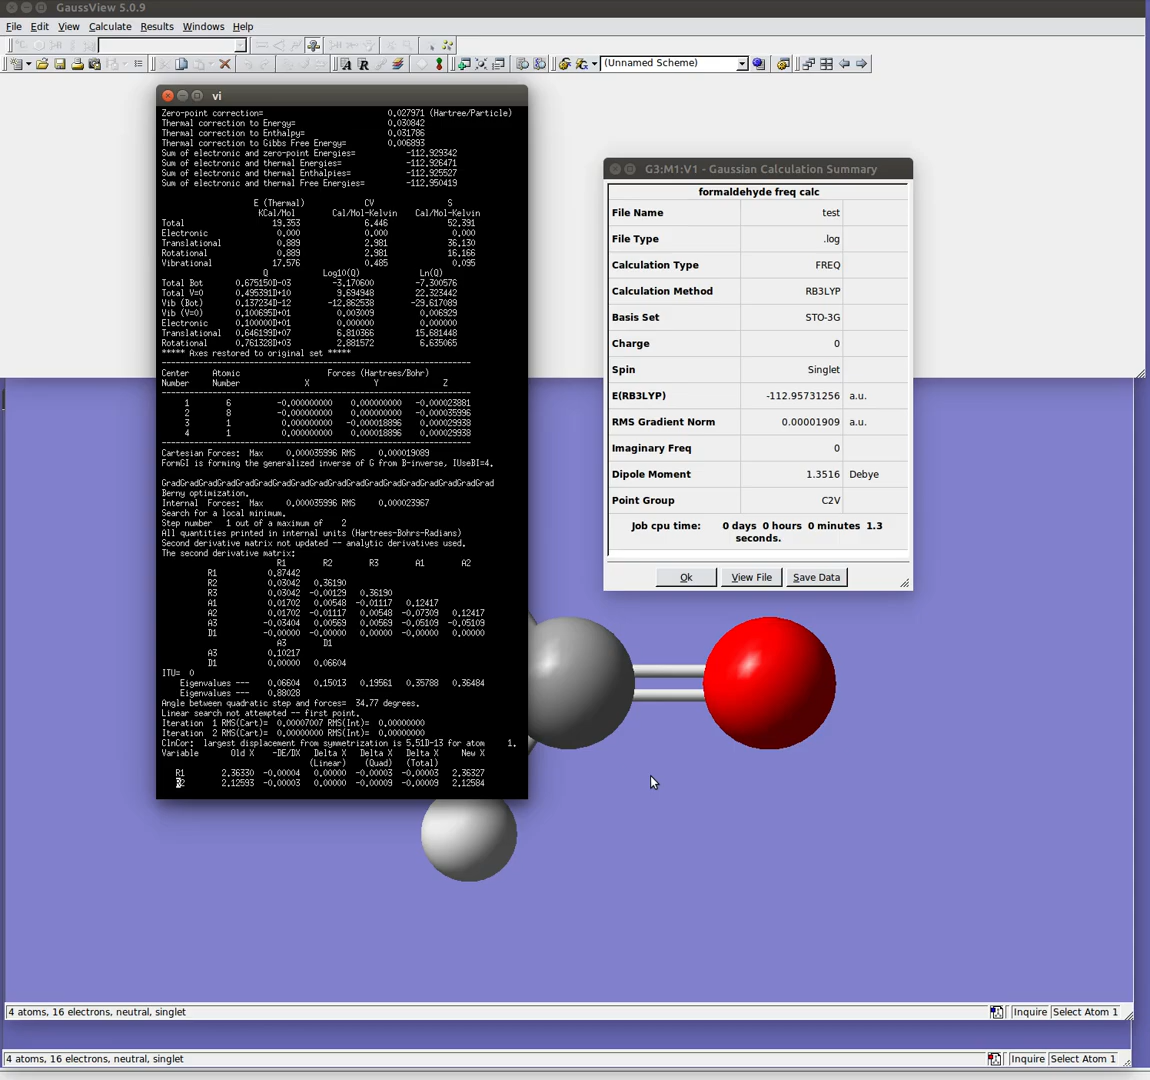 GaussView 5.0.9
File Edit View Calculate Results Windows Help
(Unnamed Scheme)
vi
Zero-point correction= 0.027971 (Hartree/Particle)
Thermal correction to Energy= 0.030842
Thermal correction to Enthalpy= 0.031786
Thermal correction to Gibbs Free Energy= 0.006893
Sum of electronic and zero-point Energies= -112.929342
Sum of electronic and thermal Energies= -112.926471
Sum of electronic and thermal Enthalpies= -112.925527
Sum of electronic and thermal Free Energies= -112.950419
E (Thermal) CV S
KCal/Mol Cal/Mol-Kelvin Cal/Mol-Kelvin
Total 19.353 6.446 52.391
Electronic 0.000 0.000 0.000
Translational 0.889 2.981 36.130
Rotational 0.889 2.981 16.166
Vibrational 17.576 0.485 0.095
Q Log10(Q) Ln(Q)
Total Bot 0.675150D-03 -3.170600 -7.300576
Total V=0 0.495391D+10 9.694948 22.323442
Vib (Bot) 0.137234D-12 -12.862538 -29.617089
Vib (V=0) 0.100695D+01 0.003009 0.006929
Electronic 0.100000D+01 0.000000 0.000000
Translational 0.646199D+07 6.810366 15.681448
Rotational 0.761328D+03 2.881572 6.635065
***** Axes restored to original set *****
-------------------------------------------------------------------
Center Atomic Forces (Hartrees/Bohr)
Number Number X Y Z
-------------------------------------------------------------------
1 6 -0.000000000 0.000000000 -0.000023881
2 8 -0.000000000 0.000000000 -0.000035996
3 1 0.000000000 -0.000018896 0.000029938
4 1 0.000000000 0.000018896 0.000029938
-------------------------------------------------------------------
Cartesian Forces: Max 0.000035996 RMS 0.000019089
FormGI is forming the generalized inverse of G from B-inverse, IUseBI=4.
GradGradGradGradGradGradGradGradGradGradGradGradGradGradGradGradGradGrad
Berny optimization.
Internal Forces: Max 0.000035996 RMS 0.000023967
Search for a local minimum.
Step number 1 out of a maximum of 2
All quantities printed in internal units (Hartrees-Bohrs-Radians)
Second derivative matrix not updated -- analytic derivatives used.
The second derivative matrix:
R1 R2 R3 A1 A2
R1 0.87442
R2 0.03042 0.36190
R3 0.03042 -0.00129 0.36190
A1 0.01702 0.00548 -0.01117 0.12417
A2 0.01702 -0.01117 0.00548 -0.07309 0.12417
A3 -0.03404 0.00569 0.00569 -0.05109 -0.05109
D1 -0.00000 -0.00000 -0.00000 -0.00000 0.00000
A3 D1
A3 0.10217
D1 0.00000 0.06604
ITU= 0
Eigenvalues --- 0.06604 0.15013 0.19561 0.35788 0.36484
Eigenvalues --- 0.88028
Angle between quadratic step and forces= 34.77 degrees.
Linear search not attempted -- first point.
Iteration 1 RMS(Cart)= 0.00007007 RMS(Int)= 0.00000000
Iteration 2 RMS(Cart)= 0.00000000 RMS(Int)= 0.00000000
ClnCor: largest displacement from symmetrization is 5.51D-13 for atom 1.
Variable Old X -DE/DX Delta X Delta X Delta X New X
(Linear) (Quad) (Total)
R1 2.36330 -0.00004 0.00000 -0.00003 -0.00003 2.36327
R2 2.12593 -0.00003 0.00000 -0.00009 -0.00009 2.12584
G3:M1:V1 - Gaussian Calculation Summary
formaldehyde freq calc
File Name test
File Type .log
Calculation Type FREQ
Calculation Method RB3LYP
Basis Set STO-3G
Charge 0
Spin Singlet
E(RB3LYP) -112.95731256 a.u.
RMS Gradient Norm 0.00001909 a.u.
Imaginary Freq 0
Dipole Moment 1.3516 Debye
Point Group C2V
Job cpu time: 0 days 0 hours 0 minutes 1.3
seconds.
Ok View File Save Data
4 atoms, 16 electrons, neutral, singlet Inquire Select Atom 1
4 atoms, 16 electrons, neutral, singlet Inquire Select Atom 1